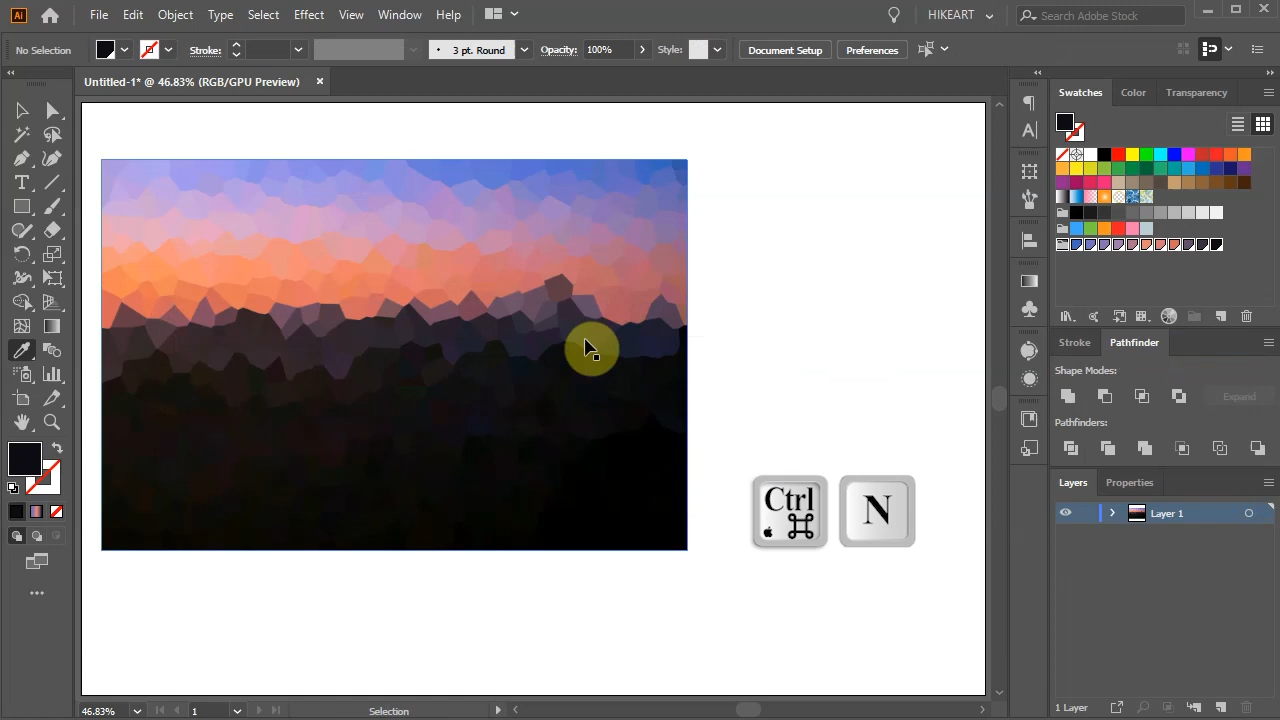 Ai File Edit Object Type Select Effect View Window Help HIKEART Search Adobe Stock
No Selection Stroke: 3 pt. Round Opacity: 100% Style: Document Setup Preferences
Untitled-1* @ 46.83% (RGB/GPU Preview) ×
Swatches Color Transparency
Stroke Pathfinder
Shape Modes:
Expand
Pathfinders:
Layers Properties
Layer 1
Ctrl N
46.83% 1 Selection
1 Layer